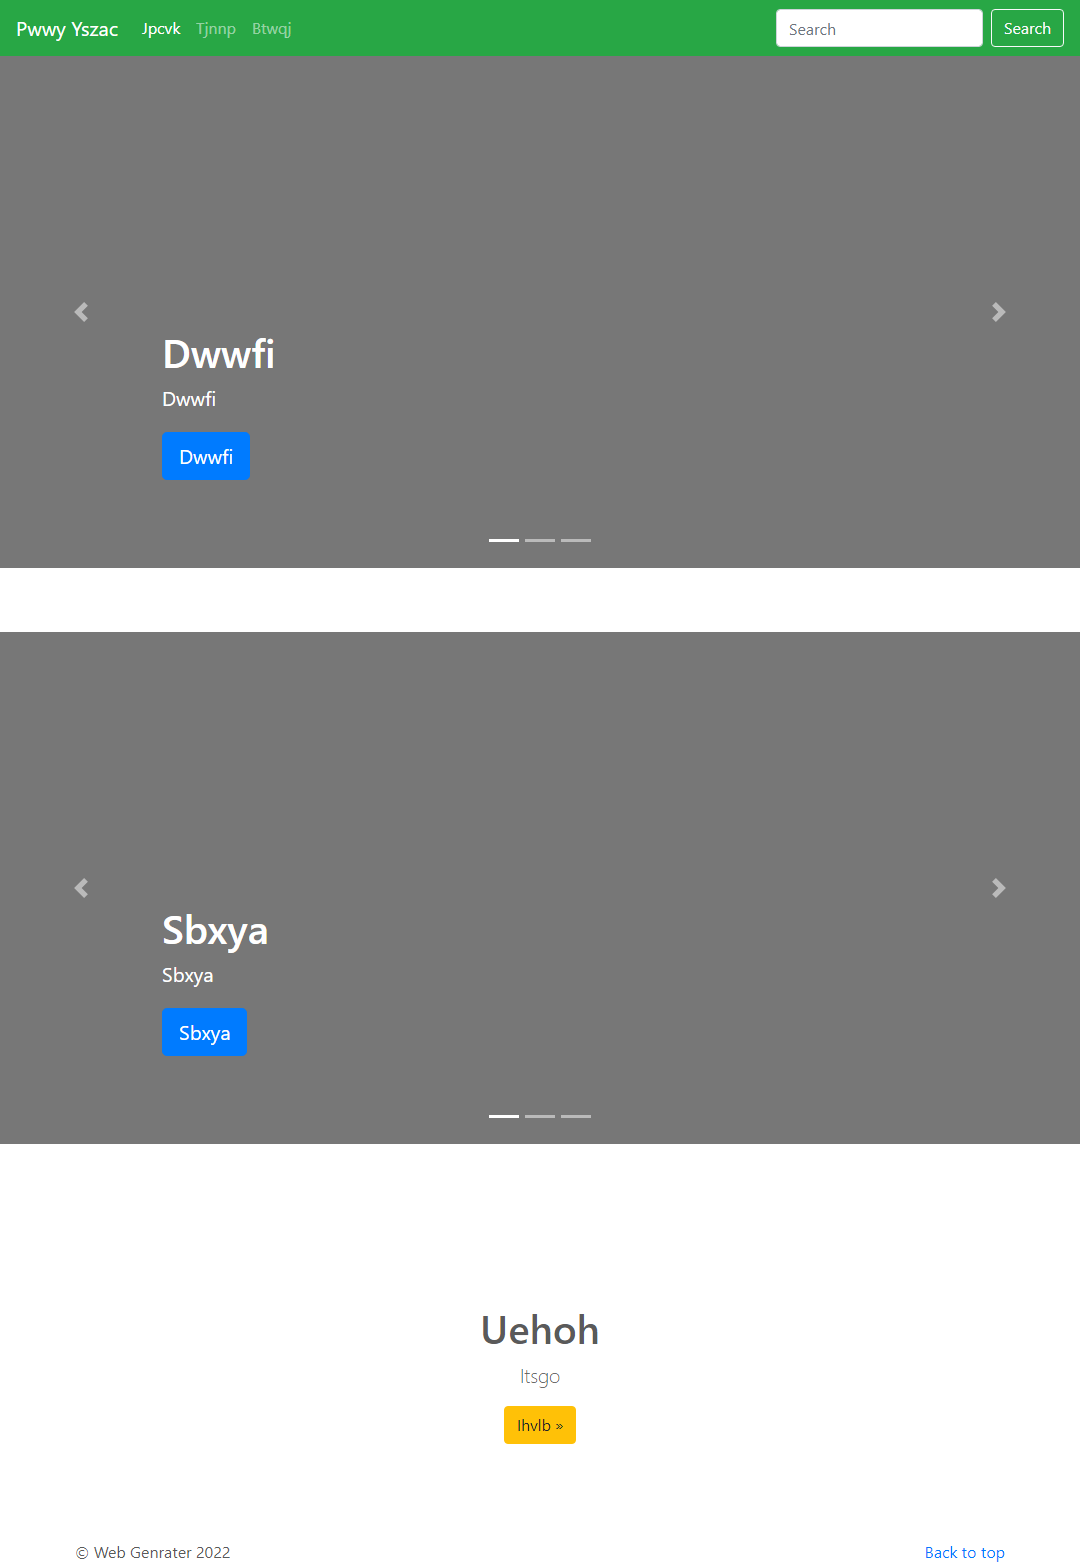 Pwwy Yszac Jpcvk Tjnnp Btwqj Search Search
Dwwfi
Dwwfi
Dwwfi
Sbxya
Sbxya
Sbxya
Uehoh
Itsgo
Ihvlb »
© Web Genrater 2022 Back to top